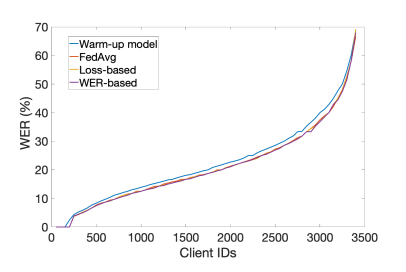 70
60
50
40
30
20
10
0
WER (%)
Warm-up model
FedAvg
Loss-based
WER-based
0 500 1000 1500 2000 2500 3000 3500
Client IDs